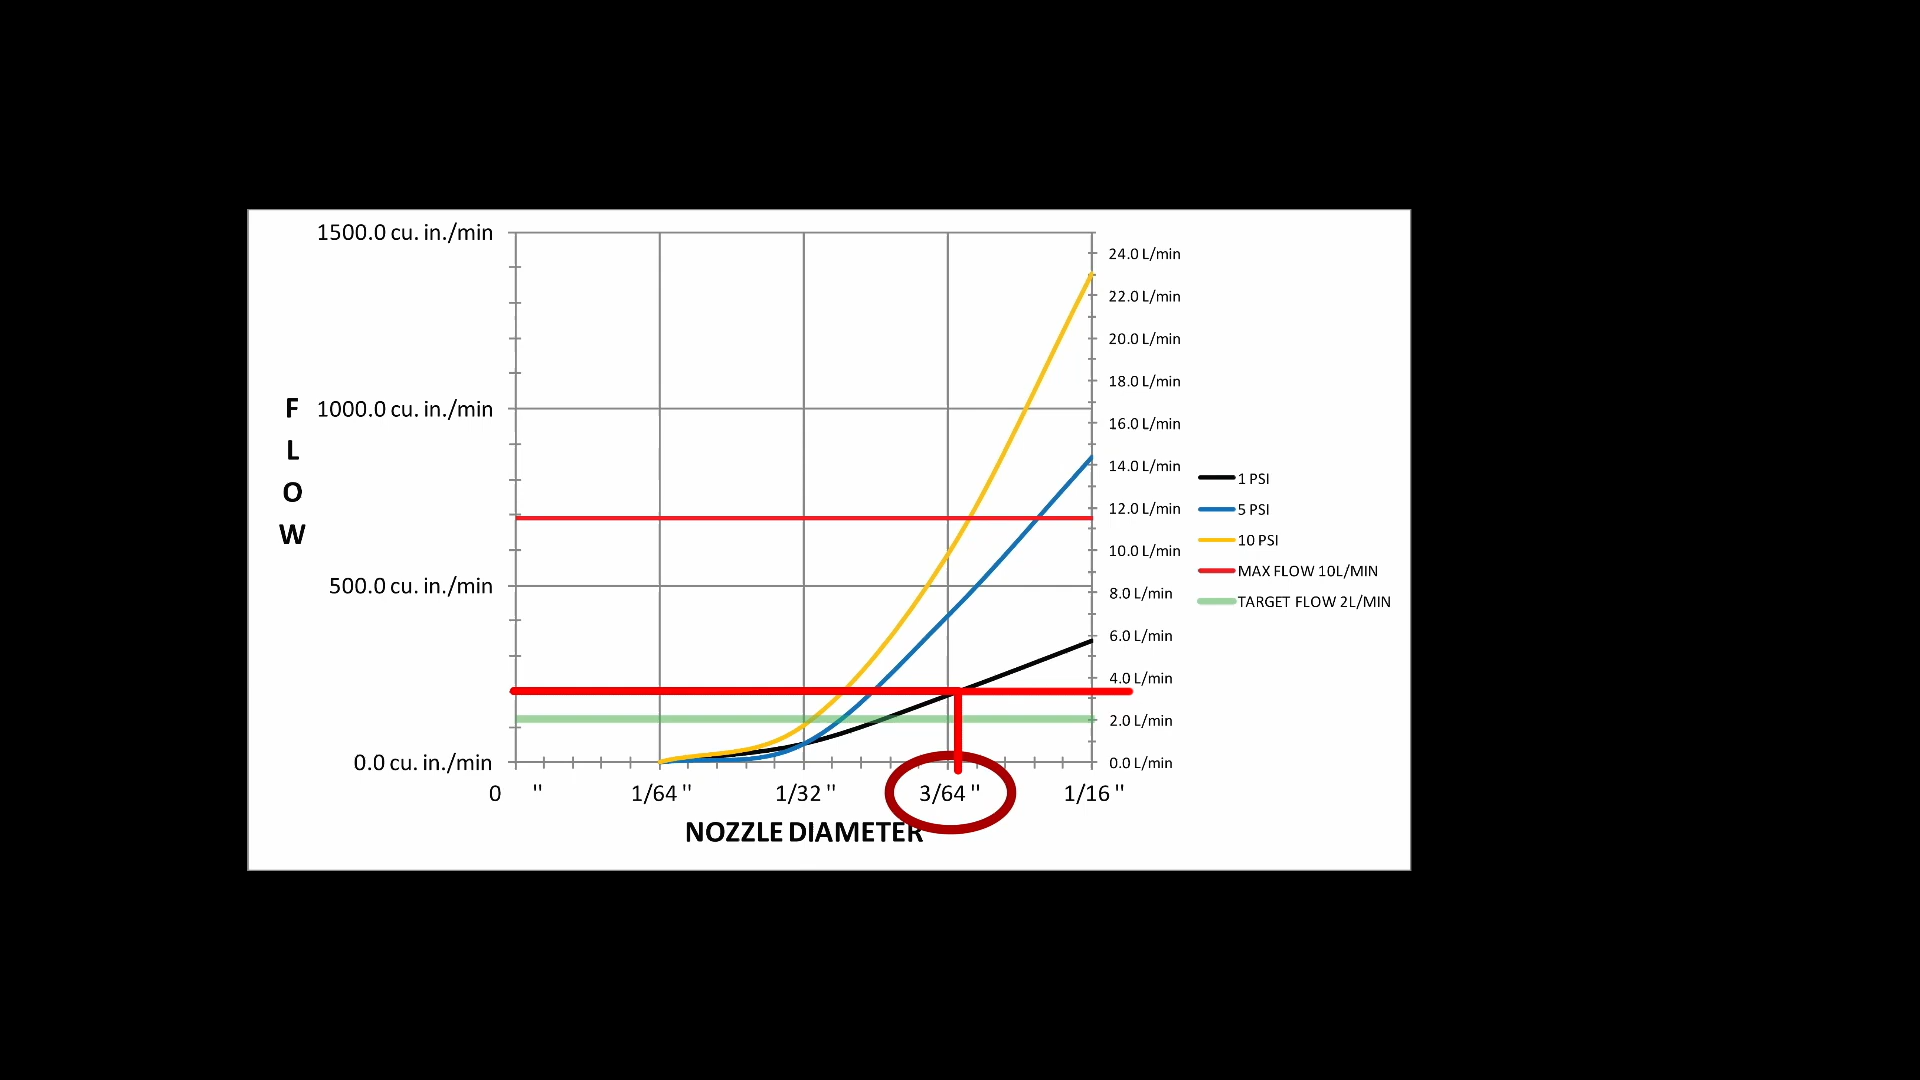 1500.0 cu. in./min
1000.0 cu. in./min
500.0 cu. in./min
0.0 cu. in./min
F
L
O
W
24.0 L/min
22.0 L/min
20.0 L/min
18.0 L/min
16.0 L/min
14.0 L/min
12.0 L/min
10.0 L/min
8.0 L/min
6.0 L/min
4.0 L/min
2.0 L/min
0.0 L/min
1 PSI
5 PSI
10 PSI
MAX FLOW 10L/MIN
TARGET FLOW 2L/MIN
0 " 1/64 " 1/32 " 3/64 " 1/16 "
NOZZLE DIAMETER